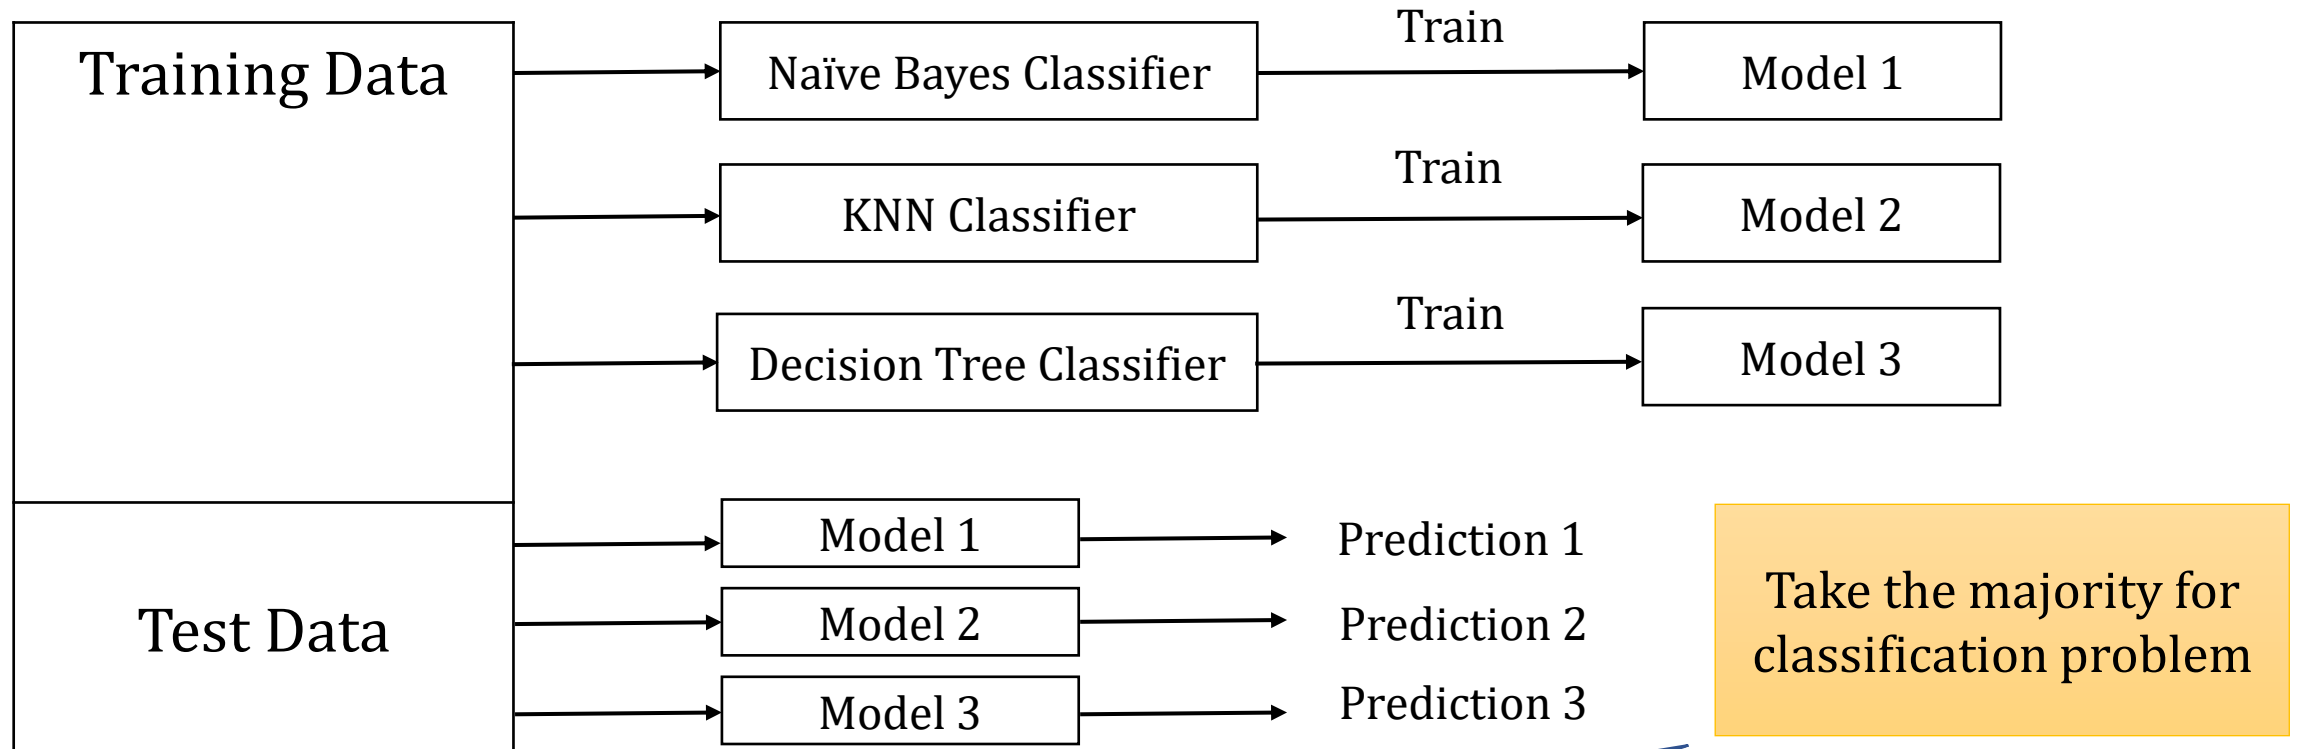 Training Data
Naïve Bayes Classifier
Train
Model 1
KNN Classifier
Train
Model 2
Decision Tree Classifier
Train
Model 3
Test Data
Model 1
Prediction 1
Model 2
Prediction 2
Model 3
Prediction 3
Take the majority for
classification problem